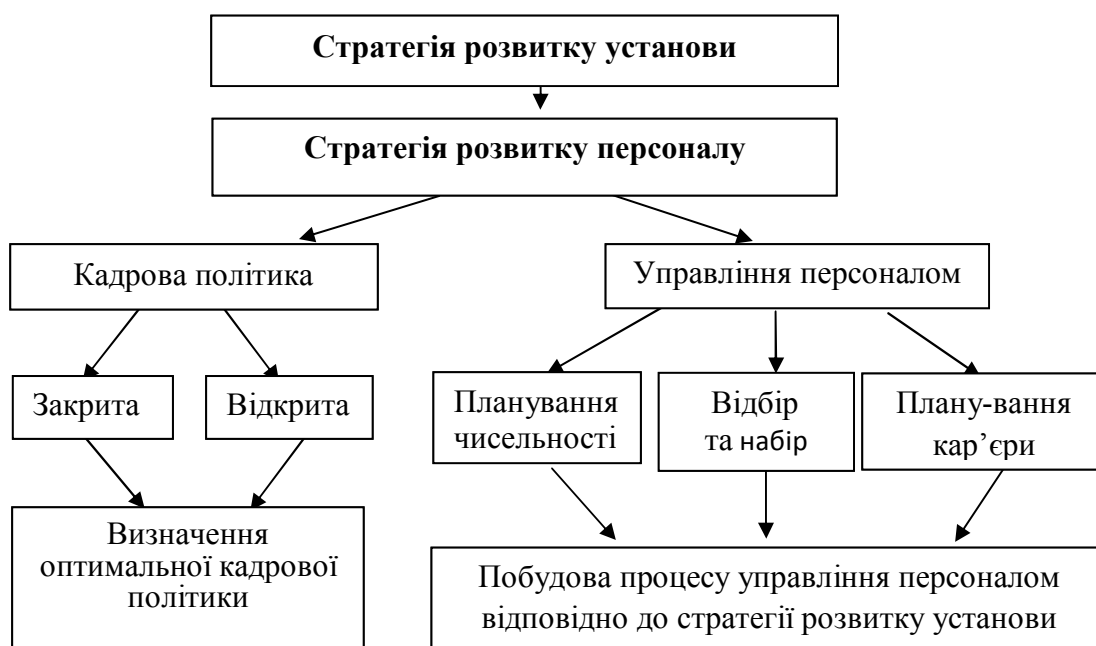 Стратегія розвитку установи
Стратегія розвитку персоналу
Кадрова політика
Управління персоналом
Закрита
Відкрита
Планування
чисельності
Відбір
та набір
Плану-вання
кар’єри
Визначення
оптимальної кадрової
політики
Побудова процесу управління персоналом
відповідно до стратегії розвитку установи